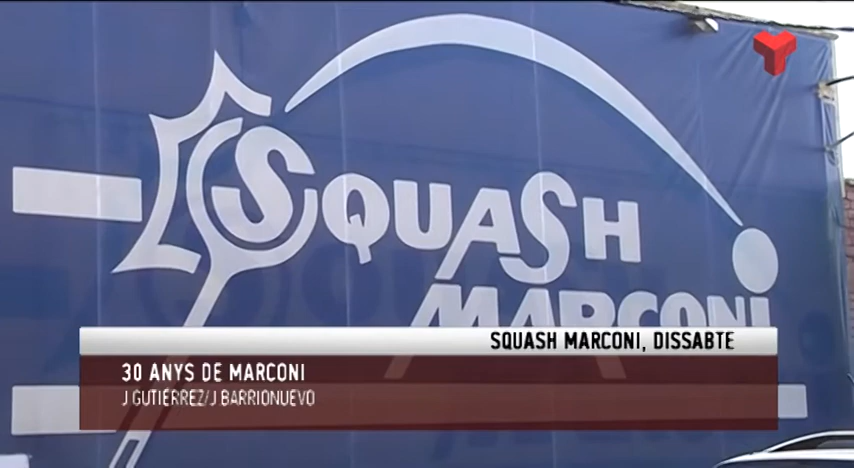 SQUASH
MARCONI
SQUASH MARCONI, DISSABTE
30 ANYS DE MARCONI
J GUTIÉRREZ/J BARRIONUEVO